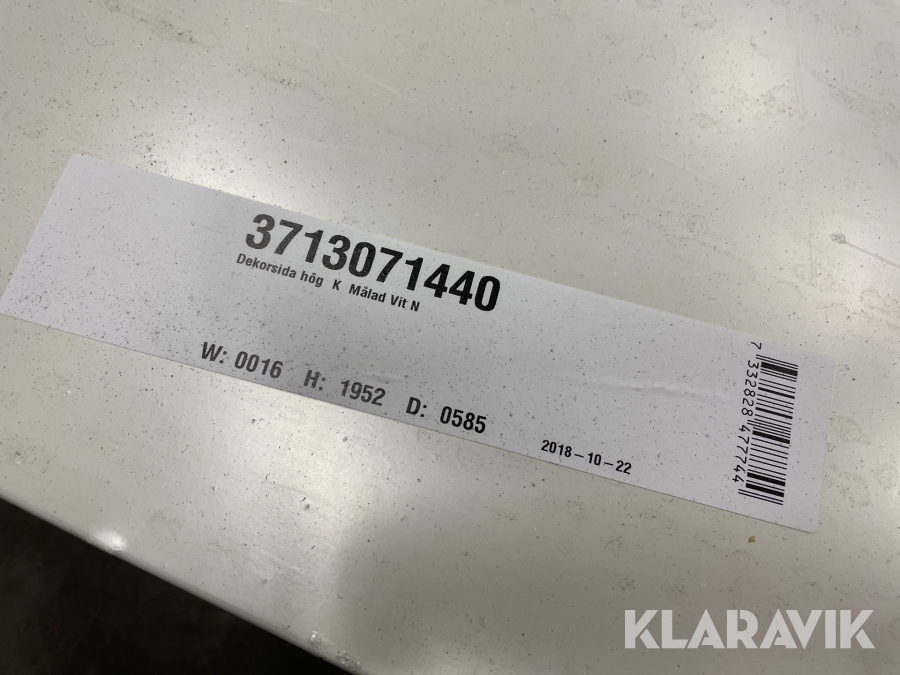 3713071440
Dekorsida hög K Målad Vit N
W: 0016 H: 1952 D: 0585
2018-10-22
7 332828 477744
KLARAVIK